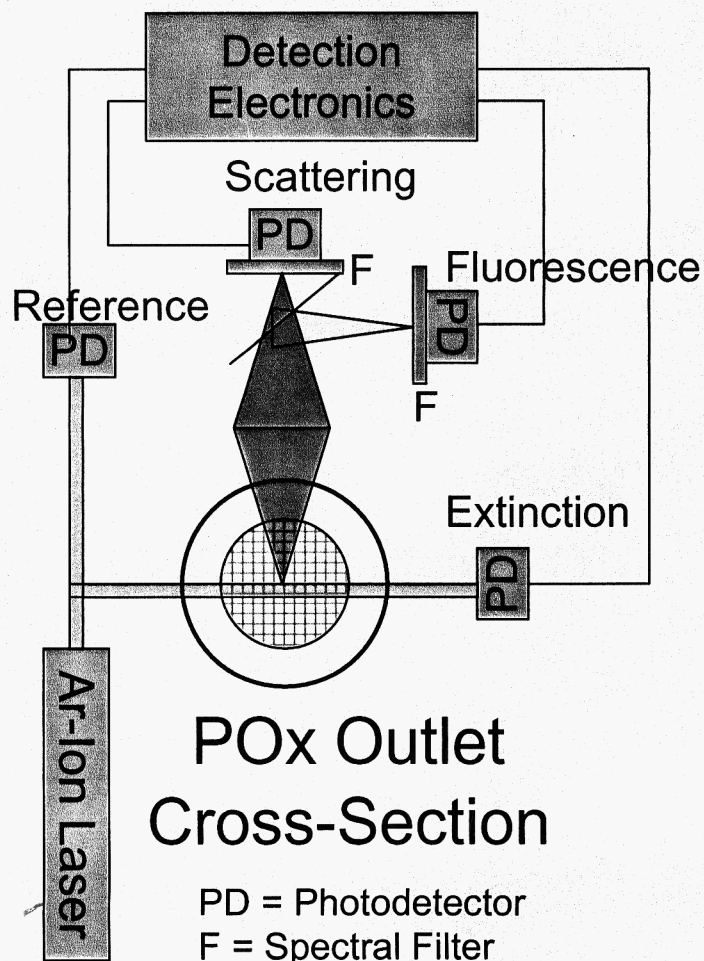 Detection
Electronics
Scattering
PD
F
Fluorescence
PD
F
Reference
PD
Extinction
PD
Ar-Ion Laser
POx Outlet
Cross-Section
PD = Photodetector
F = Spectral Filter